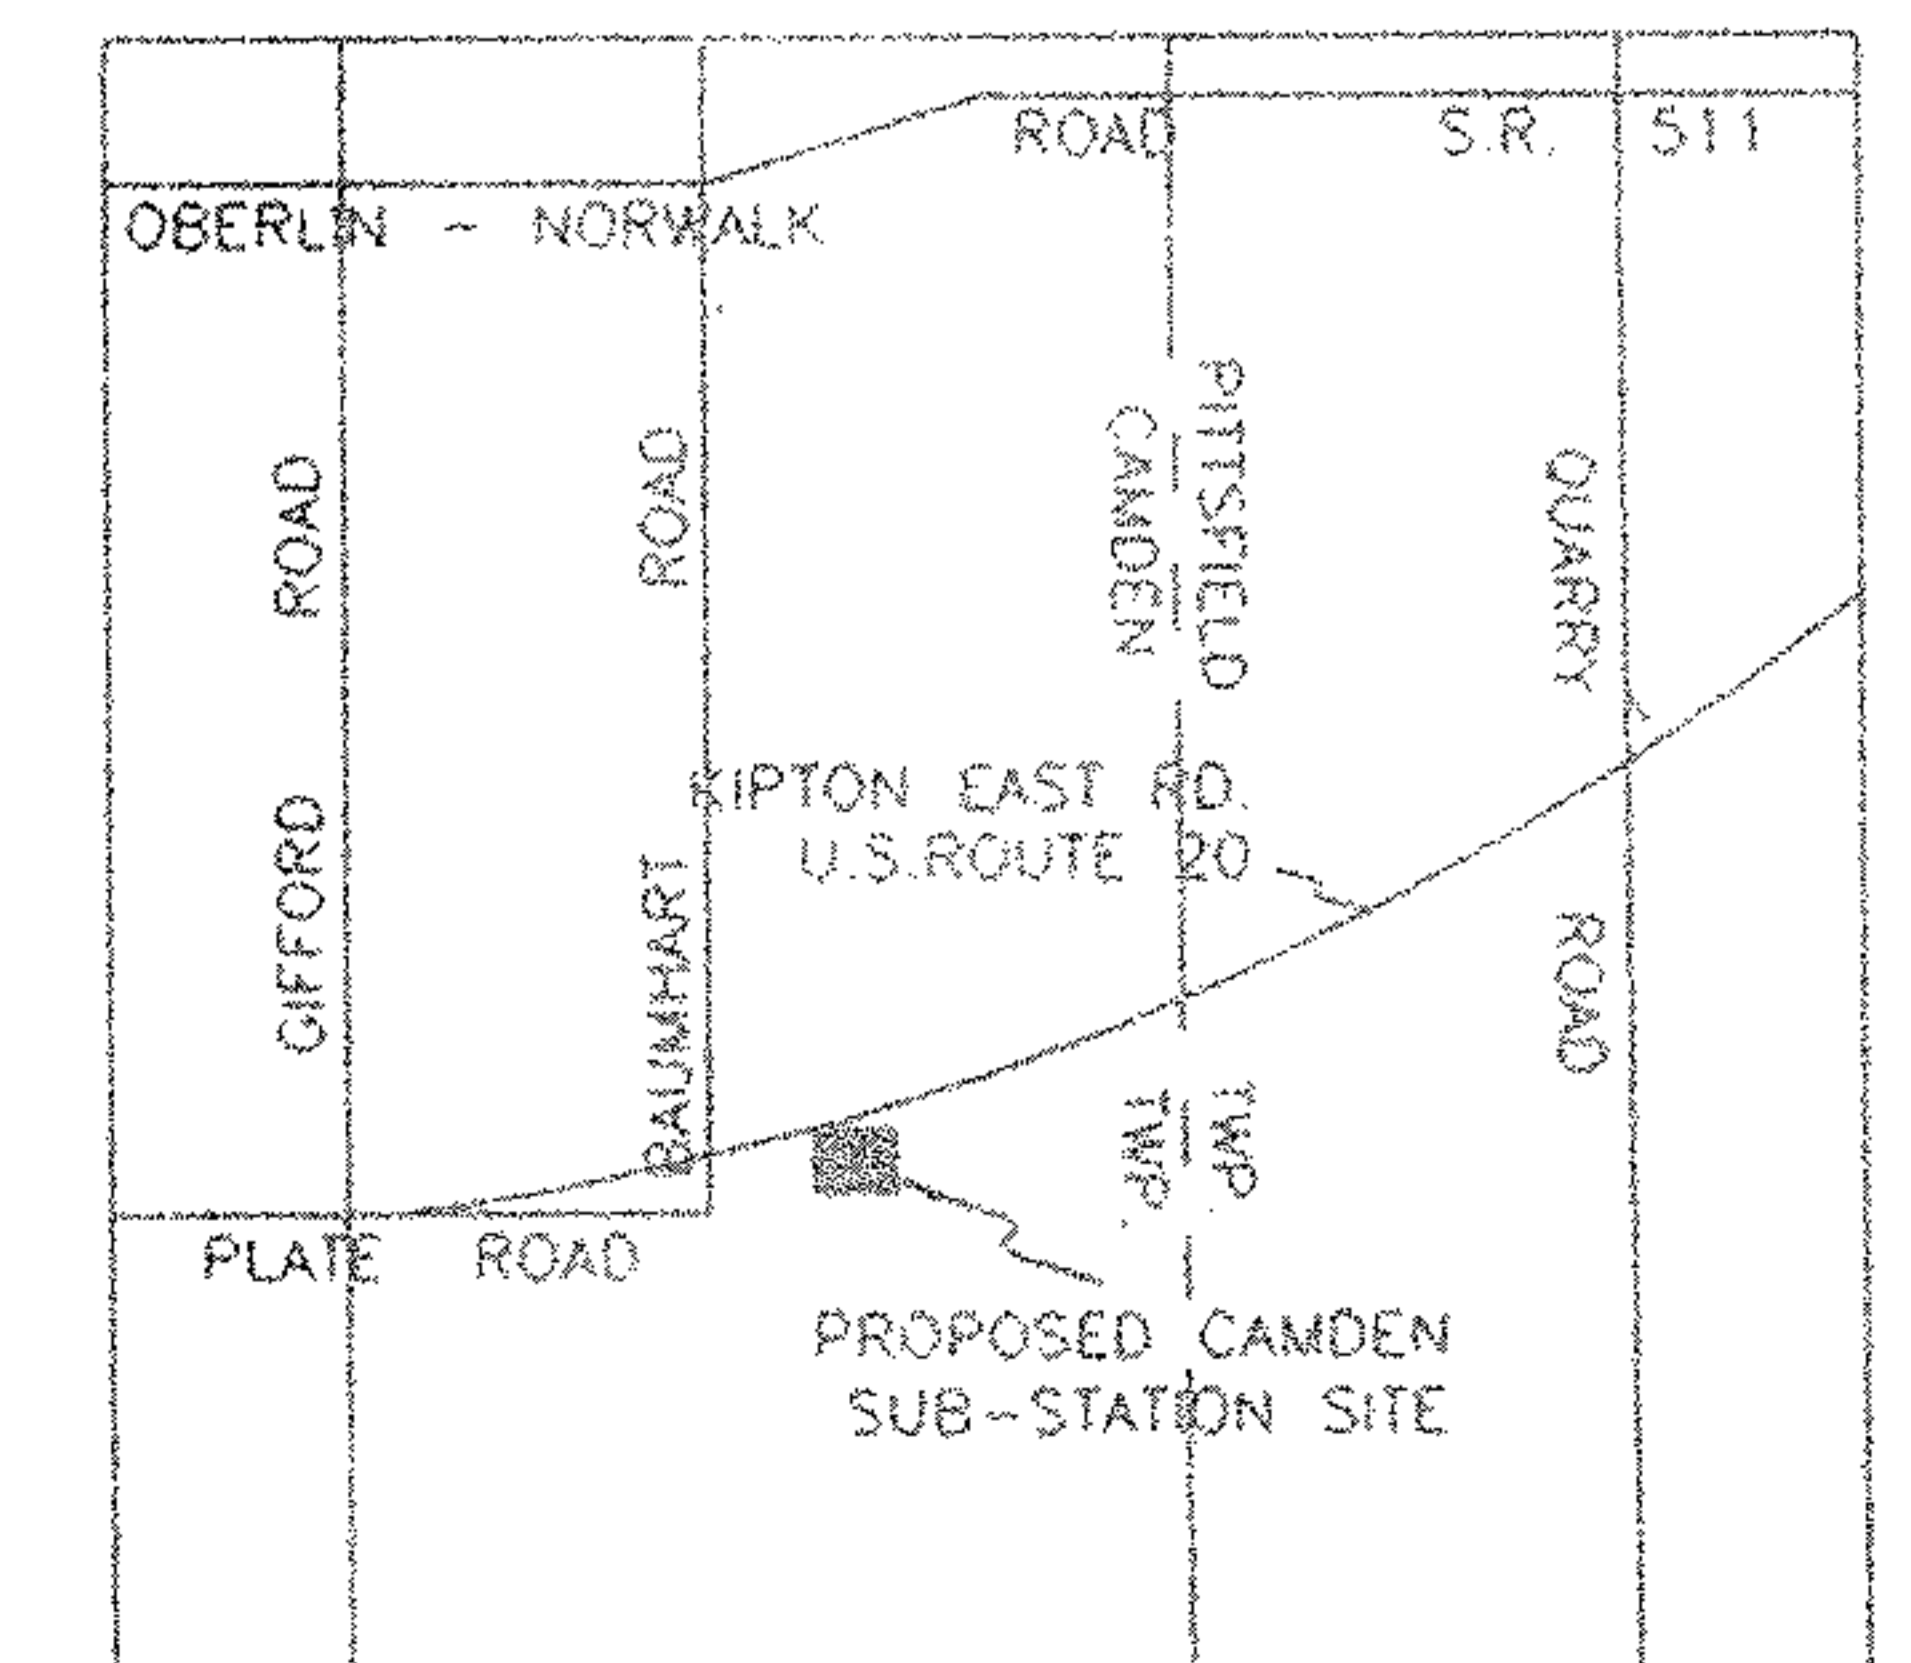 ROAD S.R. 511
OBERLIN ~ NORWALK
PITTSFIELD TWP.
CAMDEN TWP.
QUARRY ROAD
GIFFORD ROAD
BAUMHART ROAD
KIPTON EAST RD.
U.S.ROUTE 20
PLATE ROAD
PROPOSED CAMDEN
SUB-STATION SITE